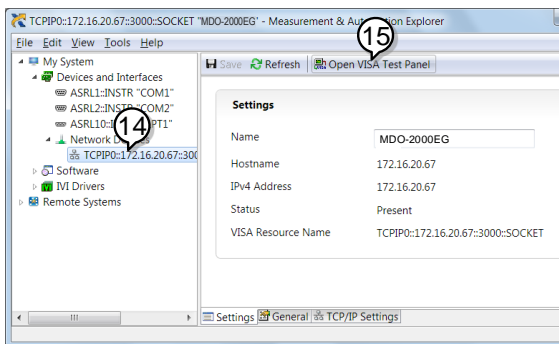 TCPIP0::172.16.20.67::3000::SOCKET "MDO-2000EG" - Measurement & Explorer
15
File Edit View Tools Help
My System
Devices and Interfaces
ASRL1::INSTR "COM1"
ASRL2::INSTR "COM2"
14
Network
TCPIP0::172.16.20.67::300
Software
IVI Drivers
Remote Systems
Save Refresh Open VISA Test Panel
Settings
Name MDO-2000EG
Hostname 172.16.20.67
IPv4 Address 172.16.20.67
Status Present
VISA Resource Name TCPIP0::172.16.20.67::3000::SOCKET
Settings General TCP/IP Settings